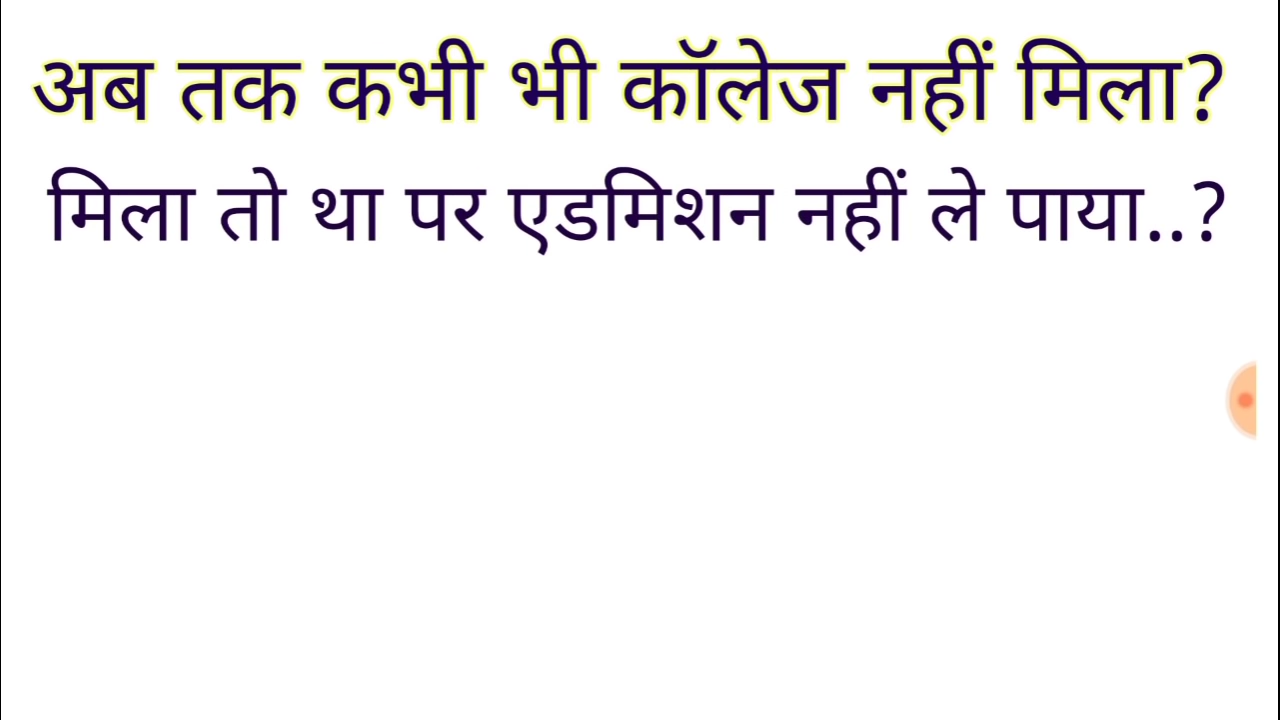 अब तक कभी भी कॉलेज नहीं मिला?
मिला तो था पर एडमिशन नहीं ले पाया..?